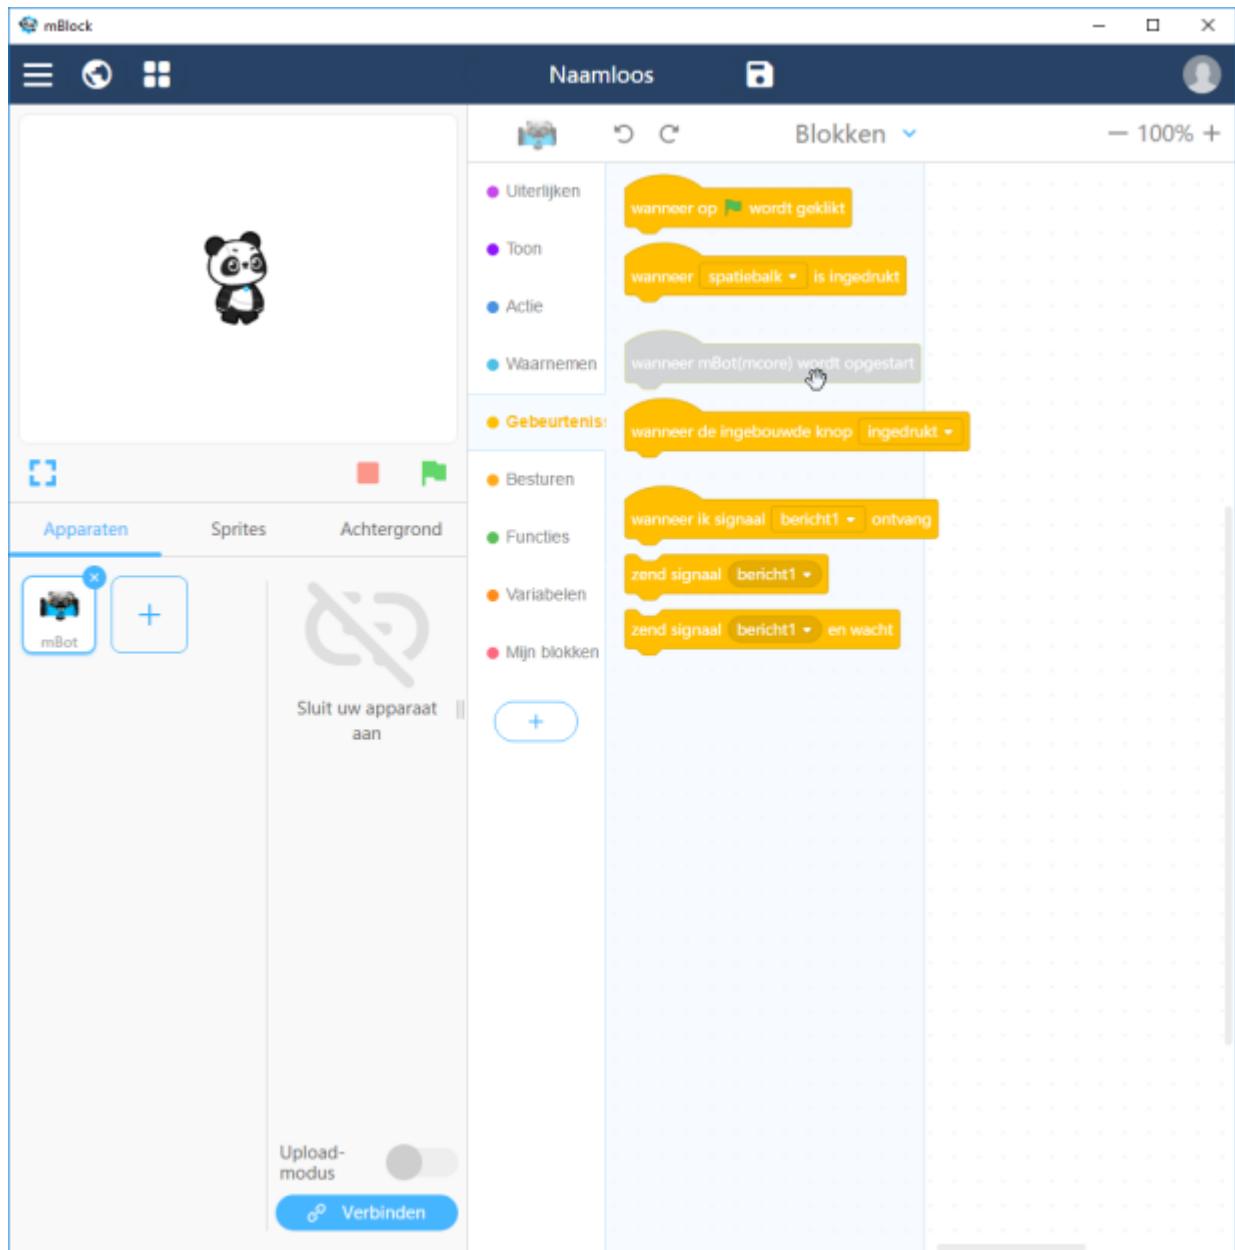 mBlock
Naamloos
Blokken
100%
Uiterlijken
Toon
Actie
Waarnemen
Gebeurteniss
Besturen
Functies
Variabelen
Mijn blokken
wanneer op wordt geklikt
wanneer spatiebalk is ingedrukt
wanneer mBot(mcore) wordt opgestart
wanneer de ingebouwde knop ingedrukt
wanneer ik signaal bericht1 ontvang
zend signaal bericht1
zend signaal bericht1 en wacht
Apparaten Sprites Achtergrond
mBot
Sluit uw apparaat
aan
Upload-
modus
Verbinden